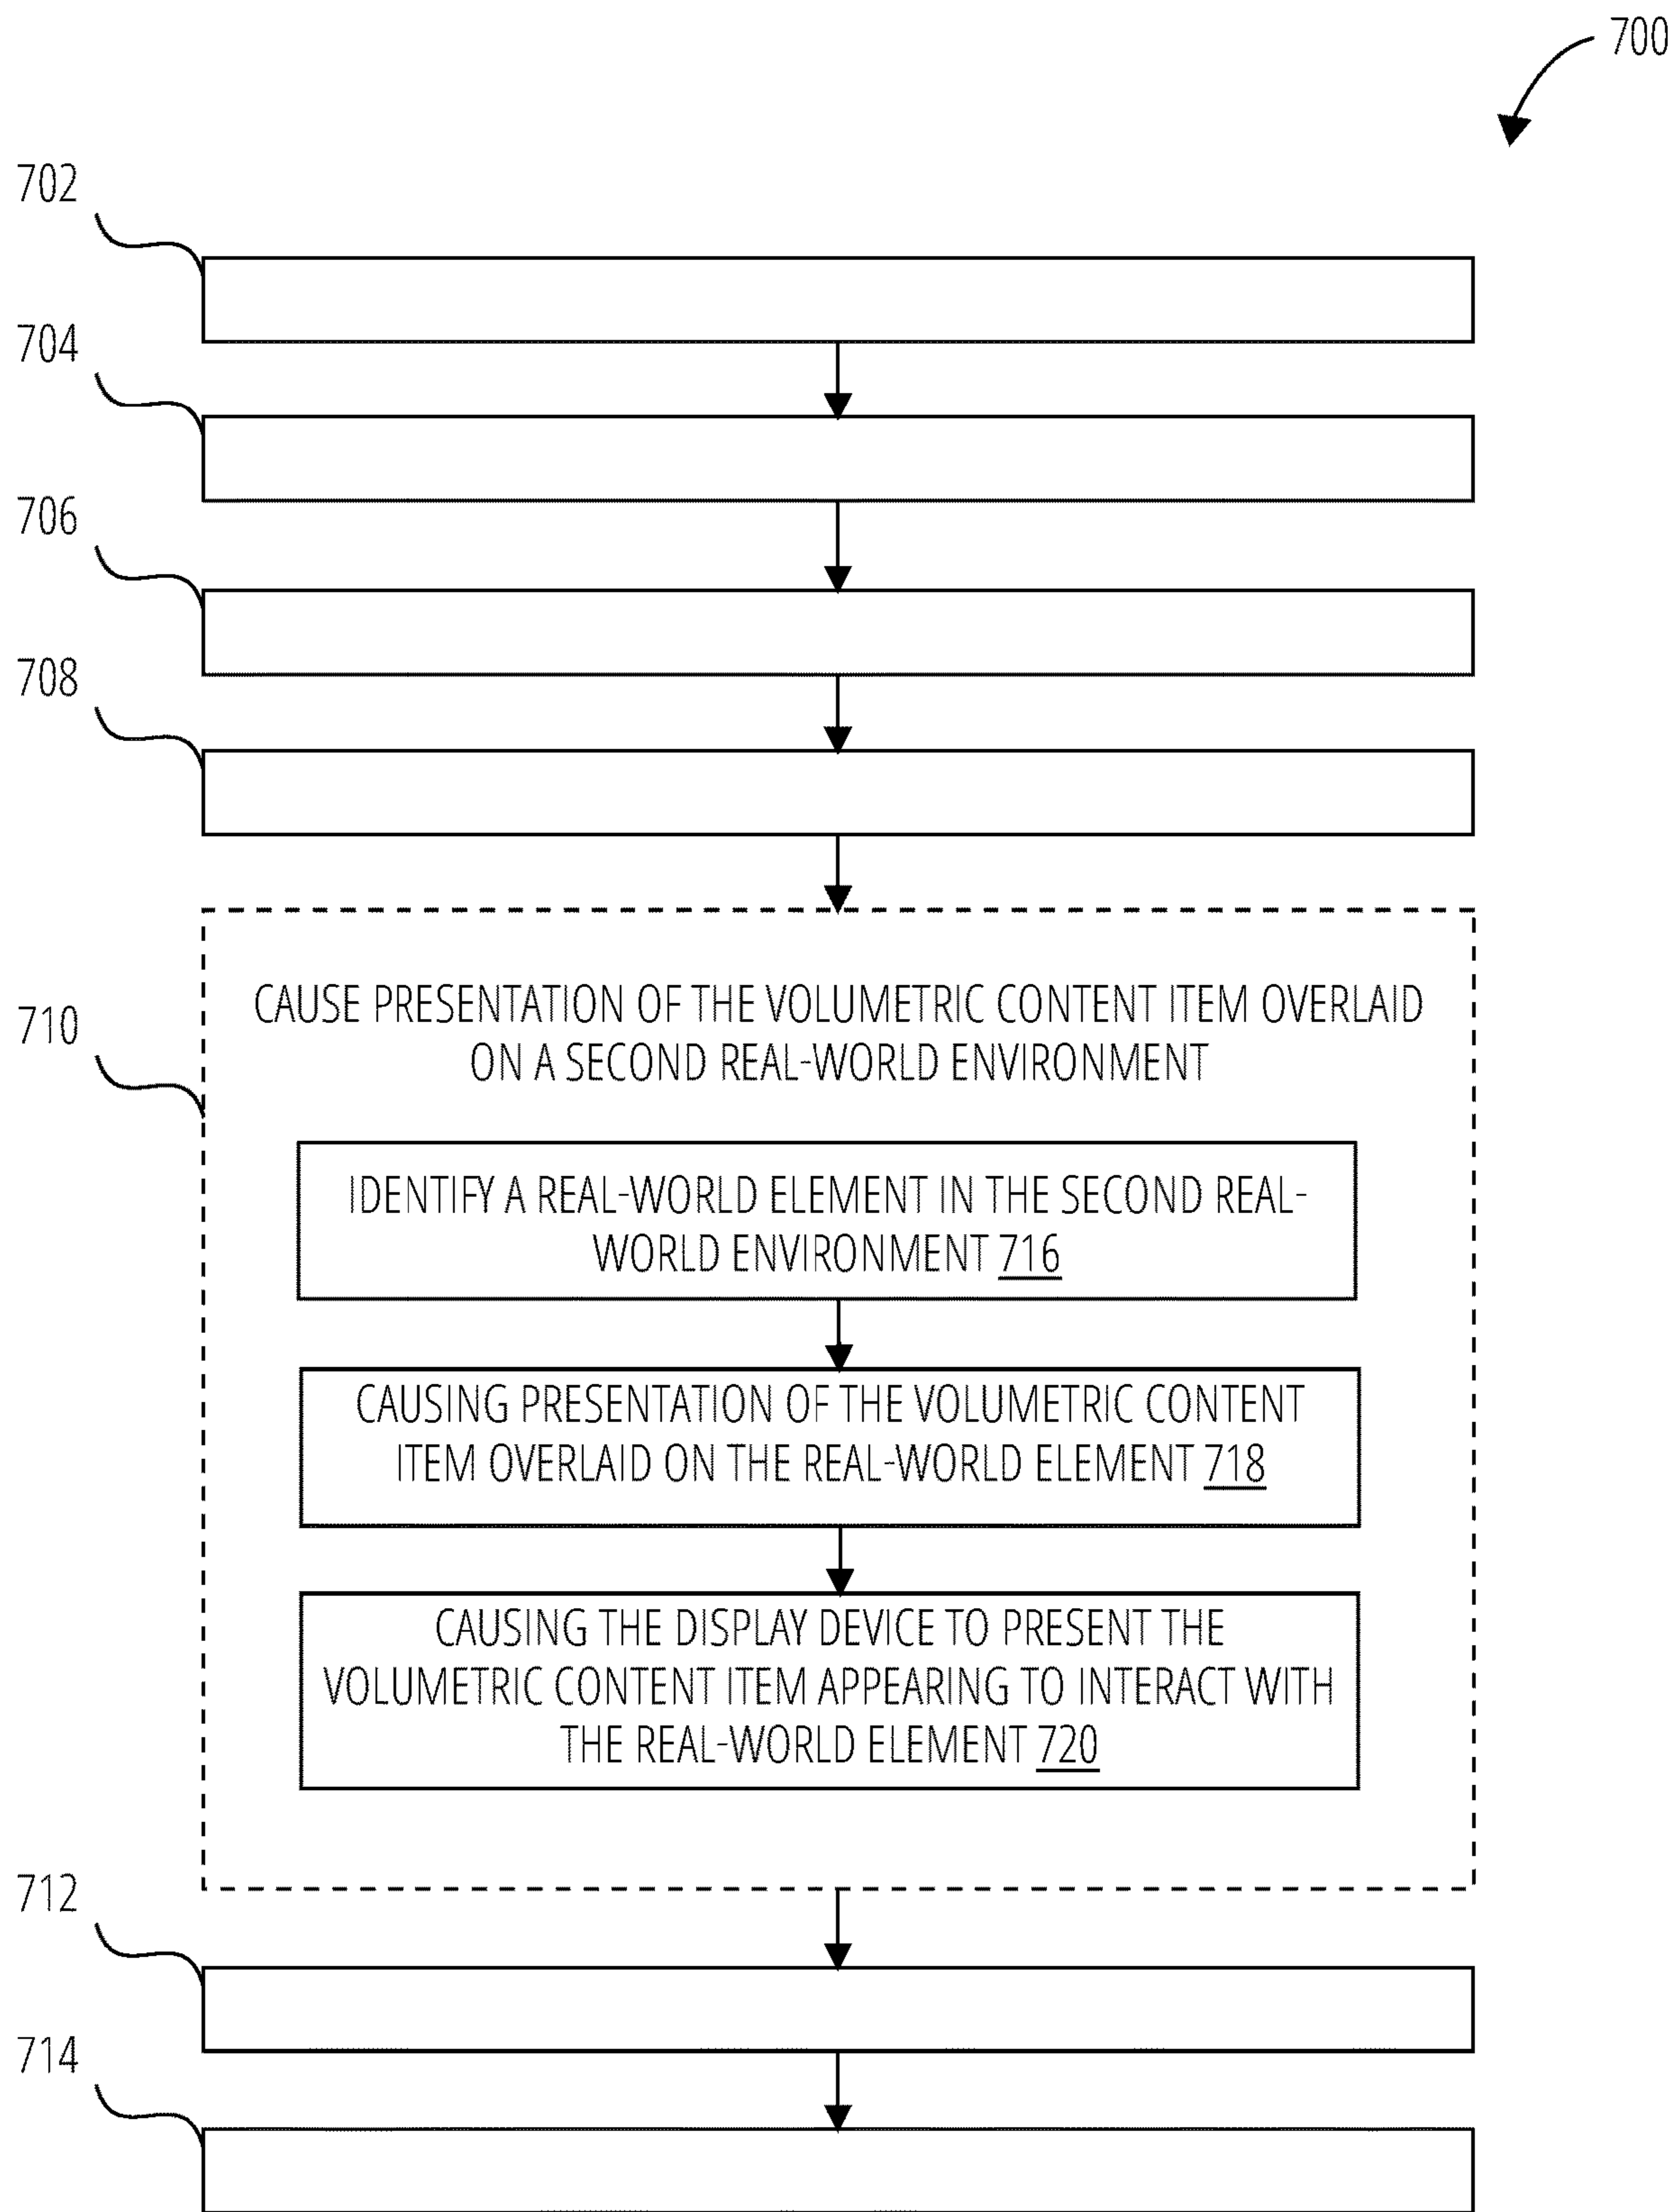 700
702
704
706
708
710
CAUSE PRESENTATION OF THE VOLUMETRIC CONTENT ITEM OVERLAID
ON A SECOND REAL-WORLD ENVIRONMENT
IDENTIFY A REAL-WORLD ELEMENT IN THE SECOND REAL-
WORLD ENVIRONMENT 716
CAUSING PRESENTATION OF THE VOLUMETRIC CONTENT
ITEM OVERLAID ON THE REAL-WORLD ELEMENT 718
CAUSING THE DISPLAY DEVICE TO PRESENT THE
VOLUMETRIC CONTENT ITEM APPEARING TO INTERACT WITH
THE REAL-WORLD ELEMENT 720
712
714